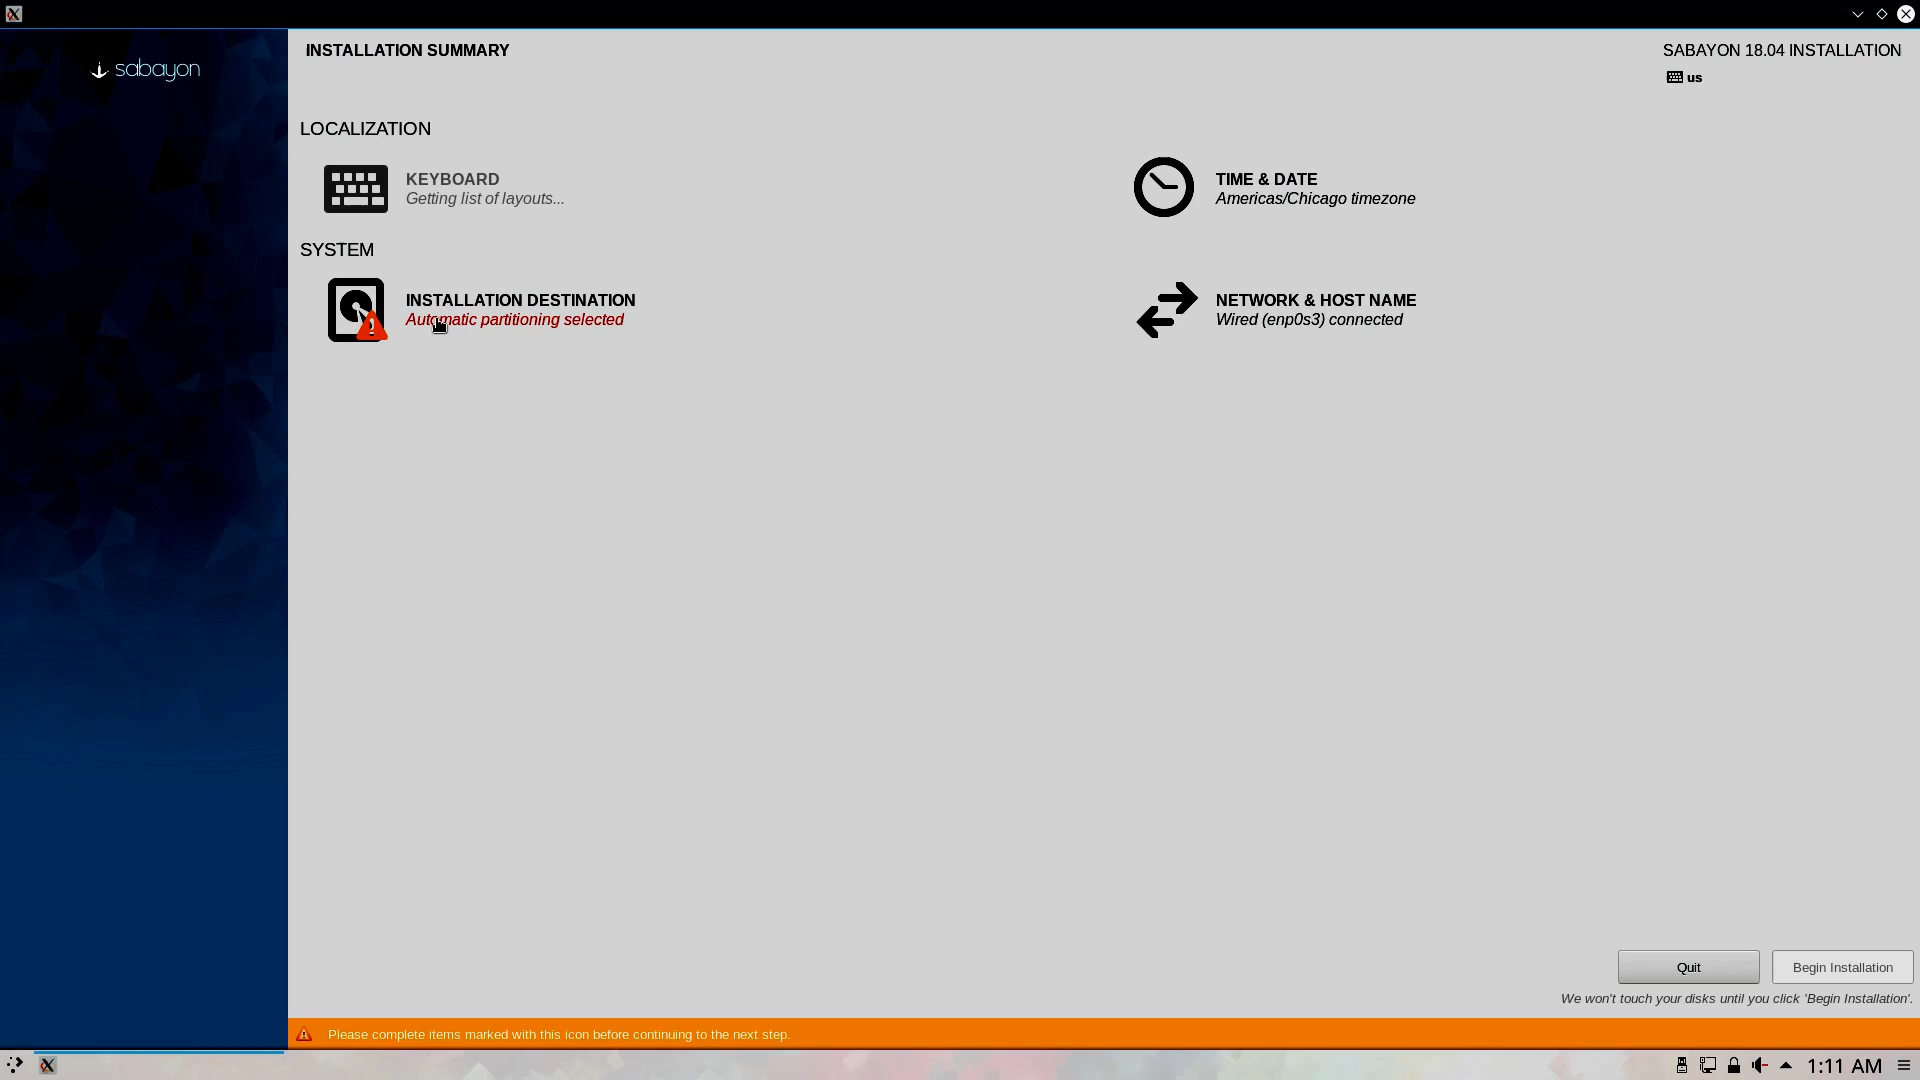 sabayon
INSTALLATION SUMMARY
SABAYON 18.04 INSTALLATION
us
LOCALIZATION
KEYBOARD
Getting list of layouts...
TIME & DATE
Americas/Chicago timezone
SYSTEM
INSTALLATION DESTINATION
Automatic partitioning selected
NETWORK & HOST NAME
Wired (enp0s3) connected
Quit
Begin Installation
We won't touch your disks until you click 'Begin Installation'.
Please complete items marked with this icon before continuing to the next step.
1:11 AM